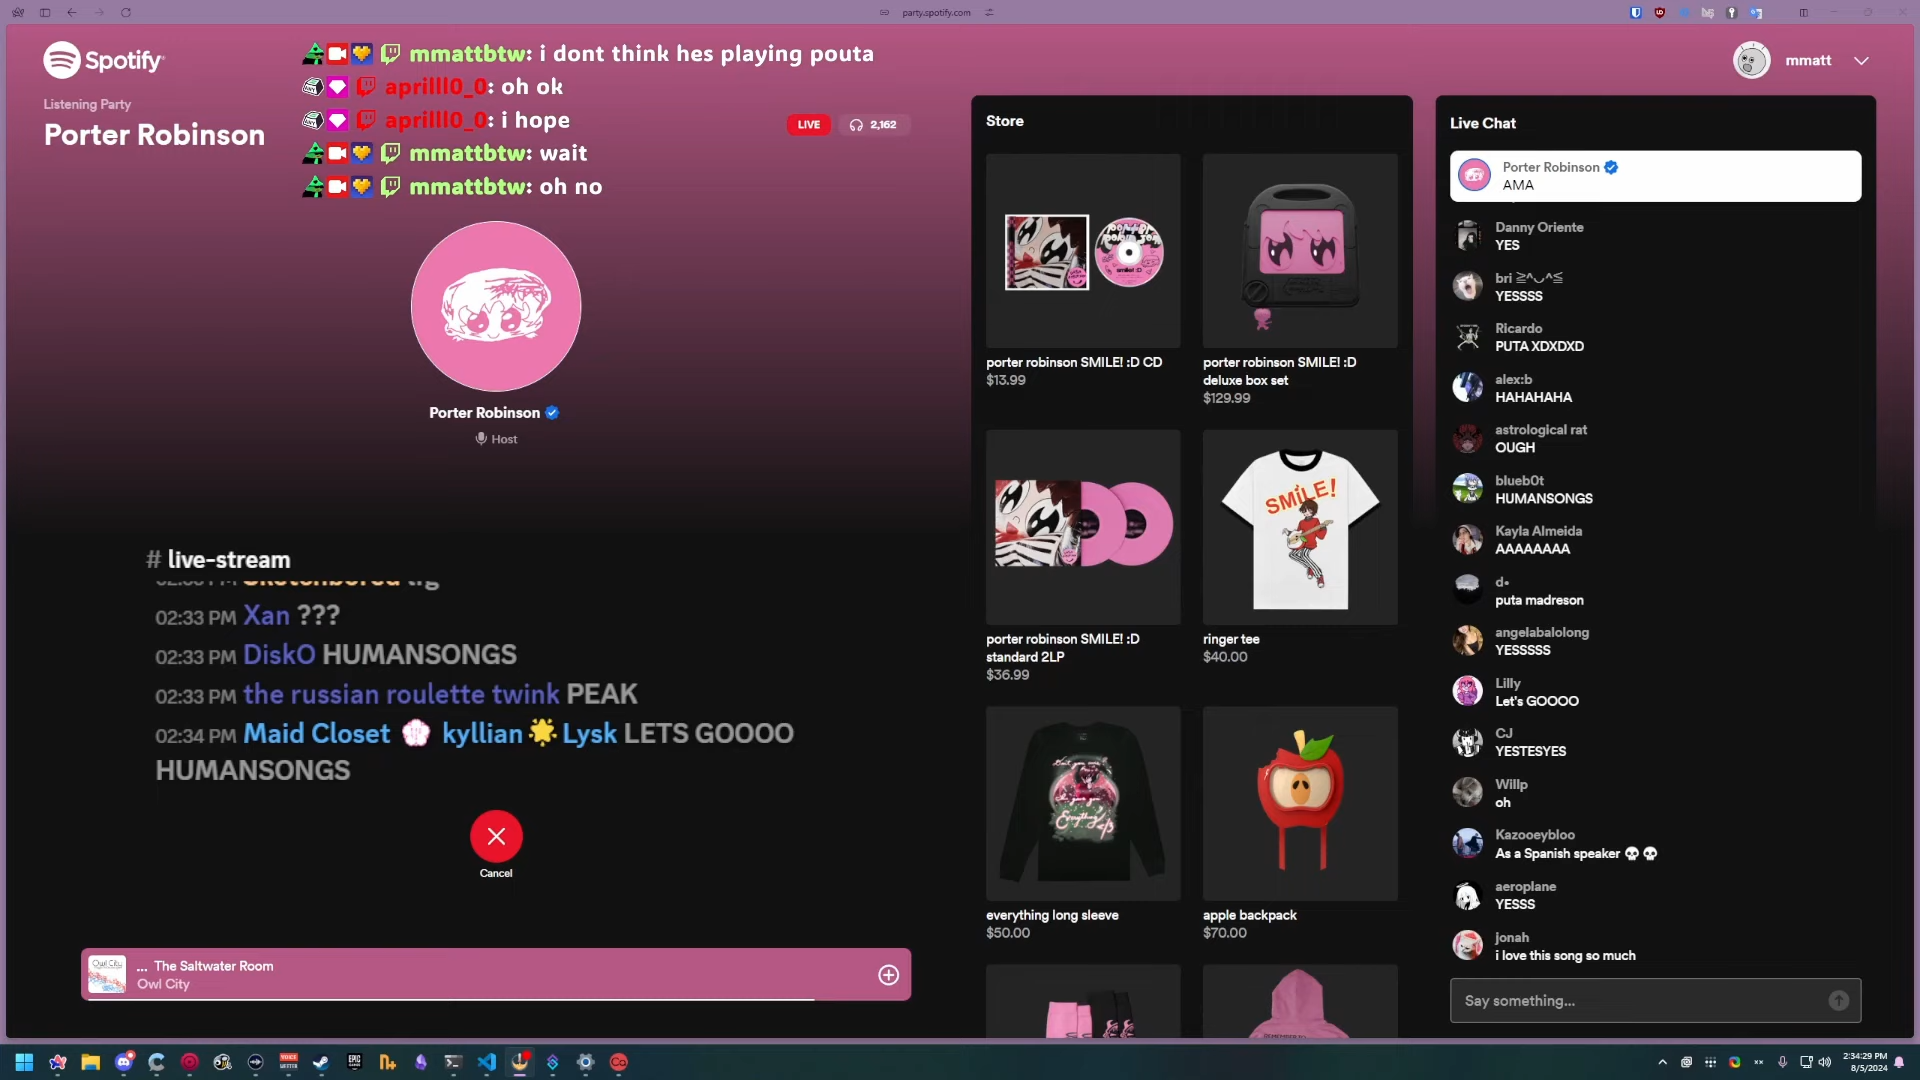 party.spotify.com
Spotify
Listening Party
Porter Robinson
mmattbtw: i dont think hes playing pouta
aprilll0_0: oh ok
aprilll0_0: i hope
mmattbtw: wait
mmattbtw: oh no
LIVE
2,162
mmatt
Porter Robinson
Host
# live-stream
02:33 PM Xan ???
02:33 PM DiskO HUMANSONGS
02:33 PM the russian roulette twink PEAK
02:34 PM Maid Closet 💮 kyllian🌟Lysk LETS GOOOO
HUMANSONGS
Cancel
... The Saltwater Room
Owl City
Store
porter robinson SMILE! :D CD
$13.99
porter robinson SMILE! :D
deluxe box set
$129.99
porter robinson SMILE! :D
standard 2LP
$36.99
SMiLE!
ringer tee
$40.00
everything long sleeve
$50.00
apple backpack
$70.00
Live Chat
Porter Robinson
AMA
Danny Oriente
YES
bri ≧^◡^≦
YESSSS
Ricardo
PUTA XDXDXD
alex:b
HAHAHAHA
astrological rat
OUGH
blueb0t
HUMANSONGS
Kayla Almeida
AAAAAAAA
d•
puta madreson
angelabalolong
YESSSSS
Lilly
Let's GOOOO
CJ
YESTESYES
Willp
oh
Kazooeybloo
As a Spanish speaker 💀💀
aeroplane
YESSS
jonah
i love this song so much
Say something...
2:34:29 PM
8/5/2024